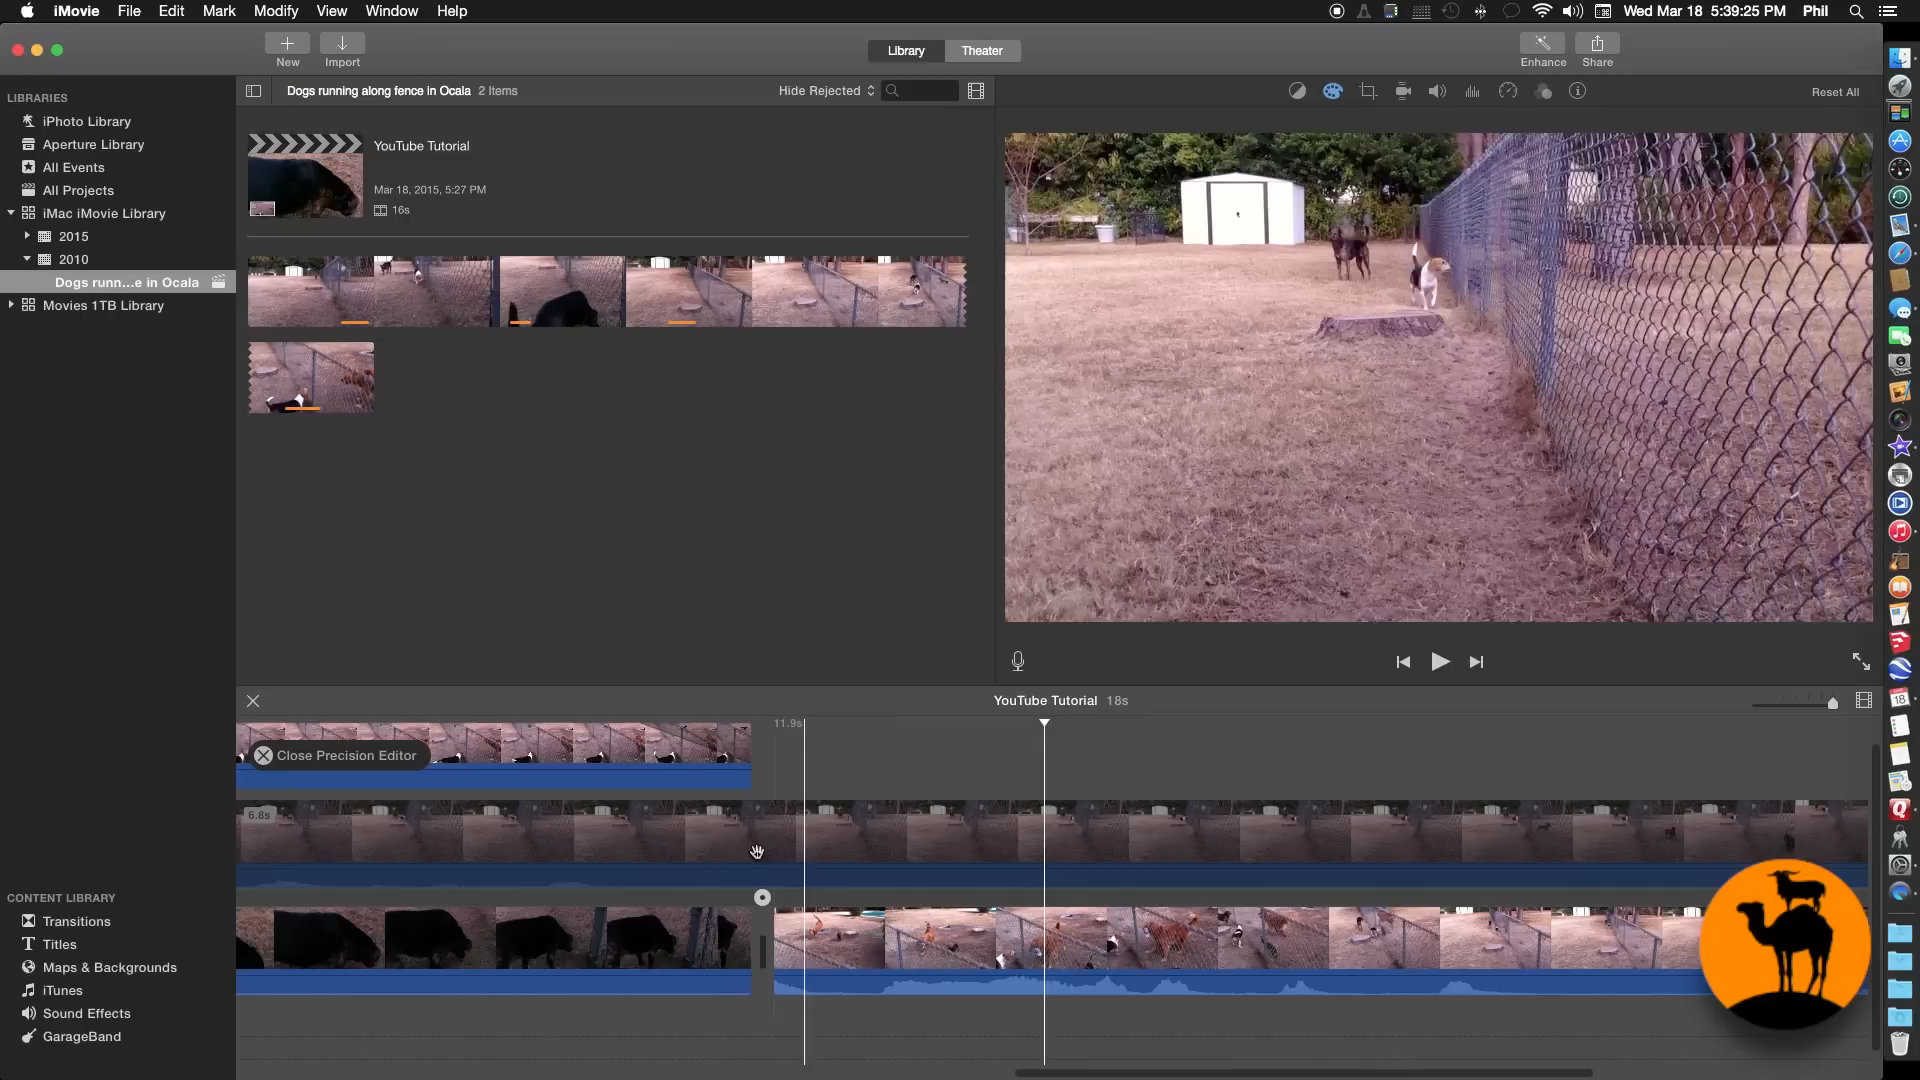 iMovie File Edit Mark Modify View Window Help
Wed Mar 18 5:39:25 PM Phil
New Import
Library Theater
Enhance Share
LIBRARIES
iPhoto Library
Aperture Library
All Events
All Projects
iMac iMovie Library
2015
2010
Dogs runn...e in Ocala
Movies 1TB Library
Dogs running along fence in Ocala 2 Items
Hide Rejected
Reset All
YouTube Tutorial
Mar 18, 2015, 5:27 PM
16s
YouTube Tutorial 18s
11.9s
Close Precision Editor
6.8s
CONTENT LIBRARY
Transitions
Titles
Maps & Backgrounds
iTunes
Sound Effects
GarageBand
18